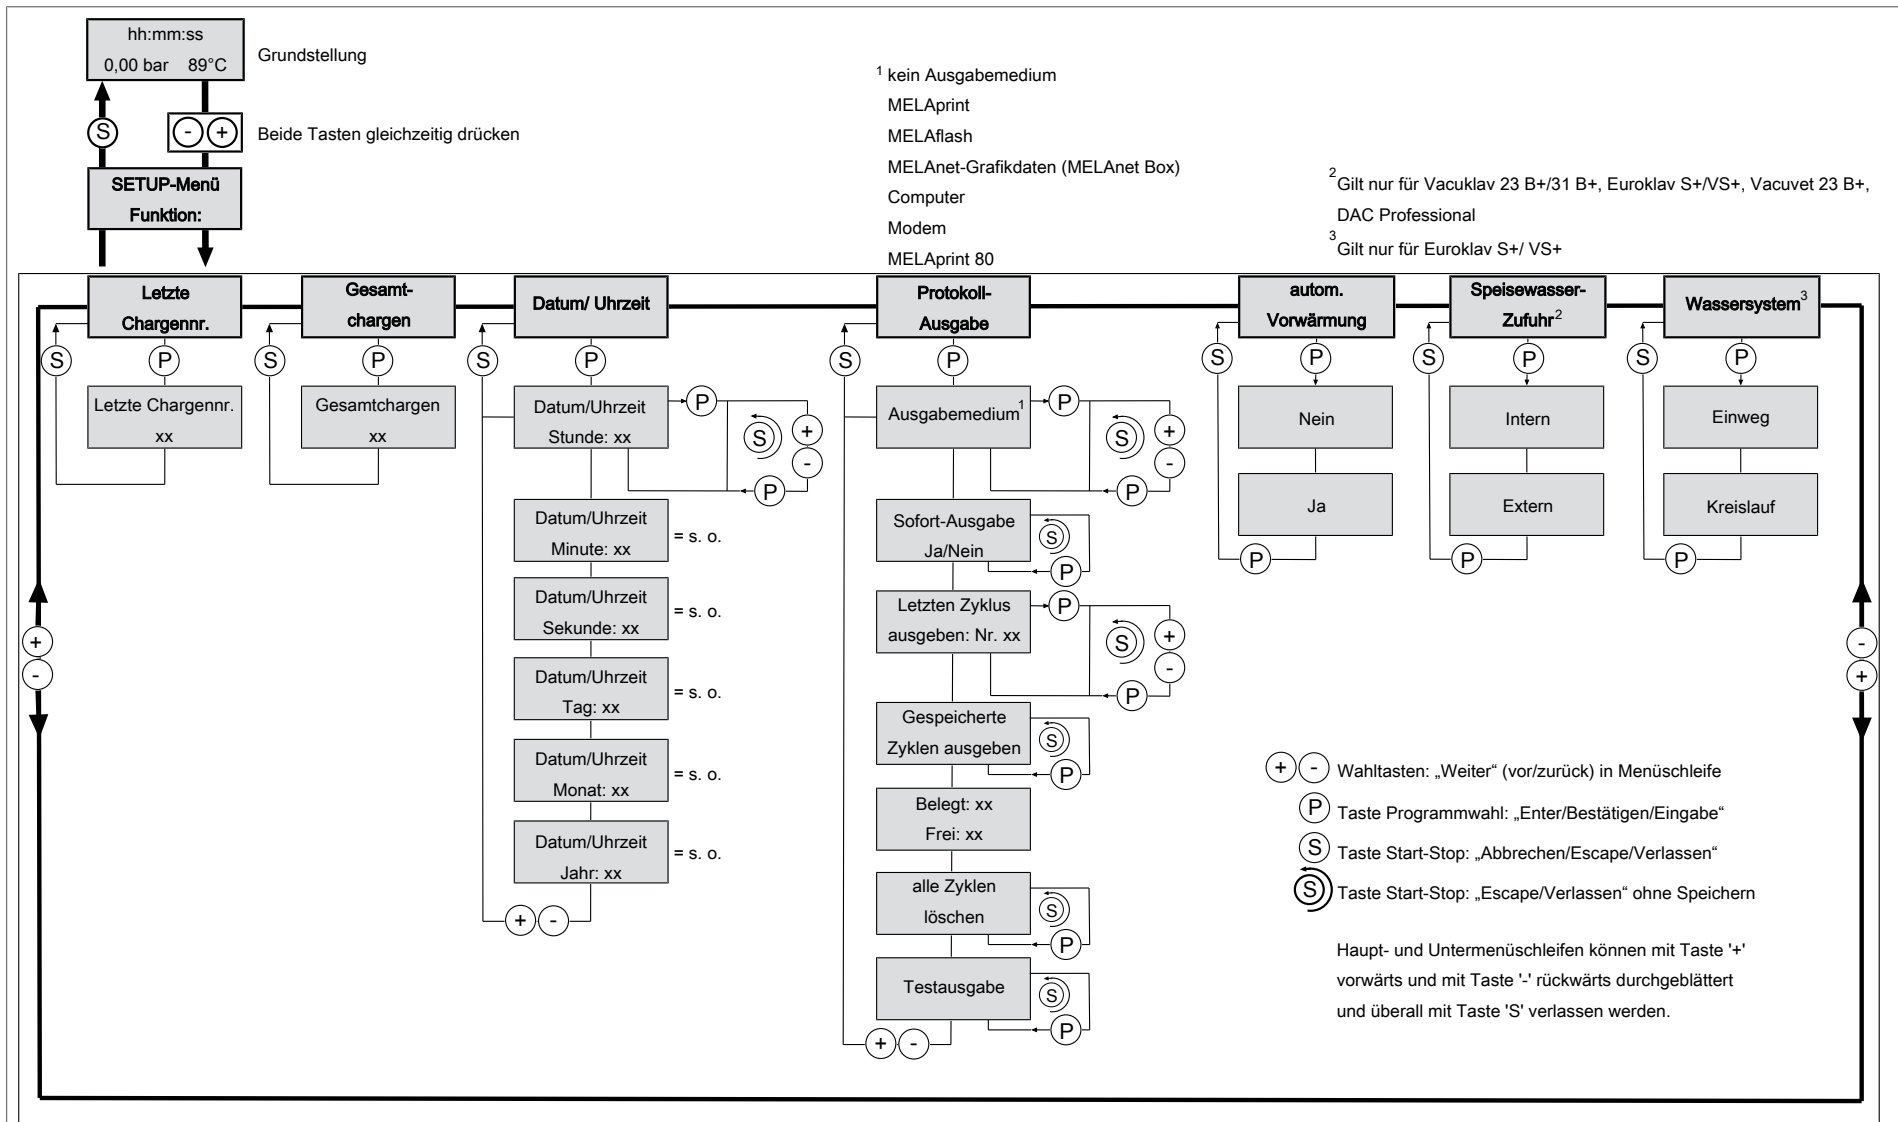 hh:mm:ss
0,00 bar 89°C
Grundstellung
S
- +
Beide Tasten gleichzeitig drücken
SETUP-Menü
Funktion:
1 kein Ausgabemedium
MELAprint
MELAflash
MELAnet-Grafikdaten (MELAnet Box)
Computer
Modem
MELAprint 80
2 Gilt nur für Vacuklav 23 B+/31 B+, Euroklav S+/VS+, Vacuvet 23 B+,
DAC Professional
3 Gilt nur für Euroklav S+/ VS+
Letzte
Chargennr.
S P
Letzte Chargennr.
xx
Gesamt-
chargen
S P
Gesamtchargen
xx
Datum/ Uhrzeit
S P
Datum/Uhrzeit
Stunde: xx
P
S
+
-
P
Datum/Uhrzeit
Minute: xx
= s. o.
Datum/Uhrzeit
Sekunde: xx
= s. o.
Datum/Uhrzeit
Tag: xx
= s. o.
Datum/Uhrzeit
Monat: xx
= s. o.
Datum/Uhrzeit
Jahr: xx
= s. o.
+ -
Protokoll-
Ausgabe
S P
Ausgabemedium1
P
S
+
-
P
Sofort-Ausgabe
Ja/Nein
S
P
Letzten Zyklus
ausgeben: Nr. xx
P
S
+
-
P
Gespeicherte
Zyklen ausgeben
S
P
Belegt: xx
Frei: xx
alle Zyklen
löschen
S
P
Testausgabe
S
P
+ -
autom.
Vorwärmung
S P
Nein
Ja
P
Speisewasser-
Zufuhr2
S P
Intern
Extern
P
Wassersystem3
S P
Einweg
Kreislauf
P
+
-
-
+
+ - Wahltasten: „Weiter“ (vor/zurück) in Menüschleife
P Taste Programmwahl: „Enter/Bestätigen/Eingabe“
S Taste Start-Stop: „Abbrechen/Escape/Verlassen“
S Taste Start-Stop: „Escape/Verlassen“ ohne Speichern
Haupt- und Untermenüschleifen können mit Taste '+'
vorwärts und mit Taste '-' rückwärts durchgeblättert
und überall mit Taste 'S' verlassen werden.